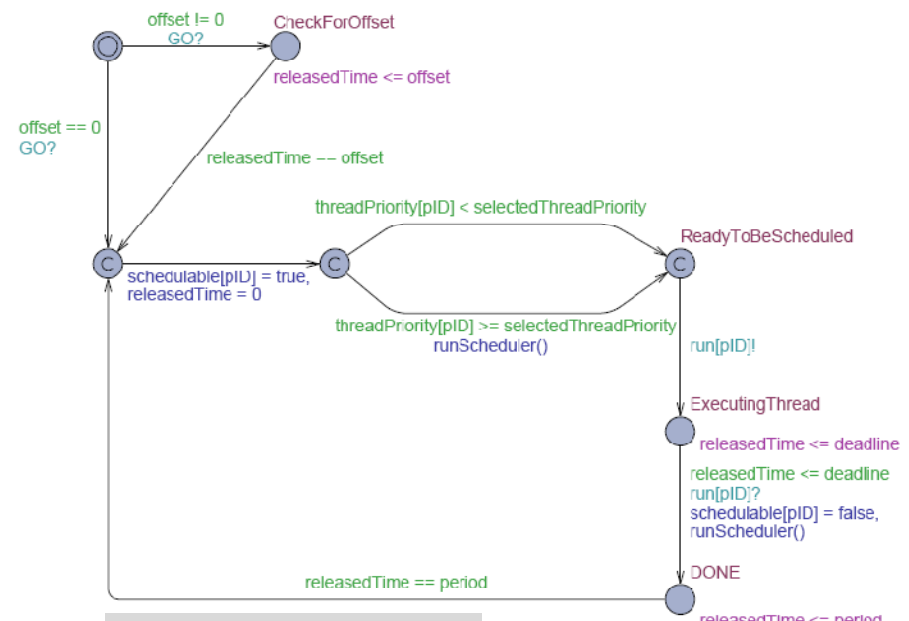 offset != 0
GO?
CheckForOffset
releasedTime <= offset
offset == 0
GO?
releasedTime == offset
threadPriority[pID] < selectedThreadPriority
ReadyToBeScheduled
C
C
C
schedulable[pID] = true,
releasedTime = 0
threadPriority[pID] >= selectedThreadPriority
runScheduler()
run[pID]!
ExecutingThread
releasedTime <= deadline
releasedTime <= deadline
run[pID]?
schedulable[pID] = false,
runScheduler()
DONE
releasedTime == period
releasedTime <= period